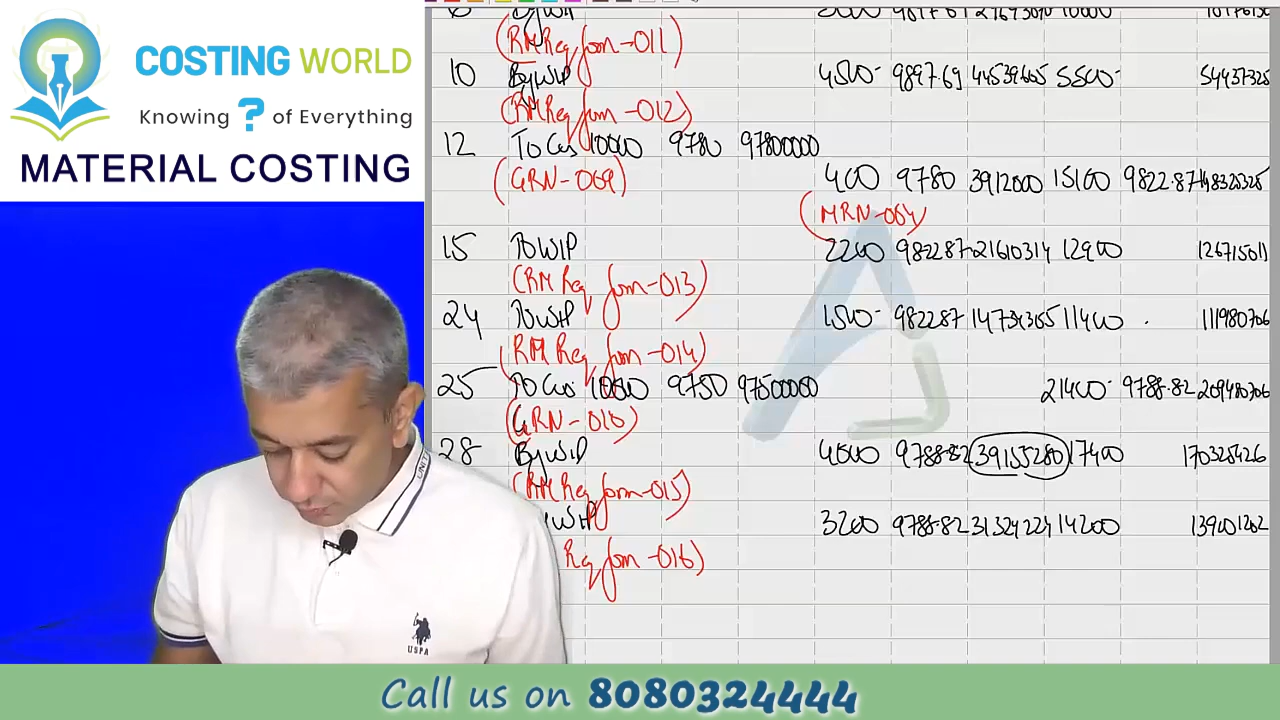 COSTING WORLD
Knowing ? of Everything
MATERIAL COSTING
(RM Req form-011)
10 By WIP 4500 9897.69 44539605 5500 54437325
(RM Req form-012)
12 To Cus 10000 9780 97800000
(GRN-009) 400 9780 3912000 15100 9822.87 148325325
(MRN-004)
15 To WIP 2200 9822.87 21610314 12900 126715011
(RM Req form-013)
24 To WIP 1500 9822.87 14734305 11400 111980706
(RM Req form-014)
25 To Cus 10000 9750 97500000 21400 9788.82 209480706
(GRN-010)
28 By WIP 4000 9788.82 39155280 17400 170325426
(RM Req form-015)
WIP 3200 9788.82 31324224 14200 139001202
Req form-016)
UNIT
USPA
Call us on 8080324444